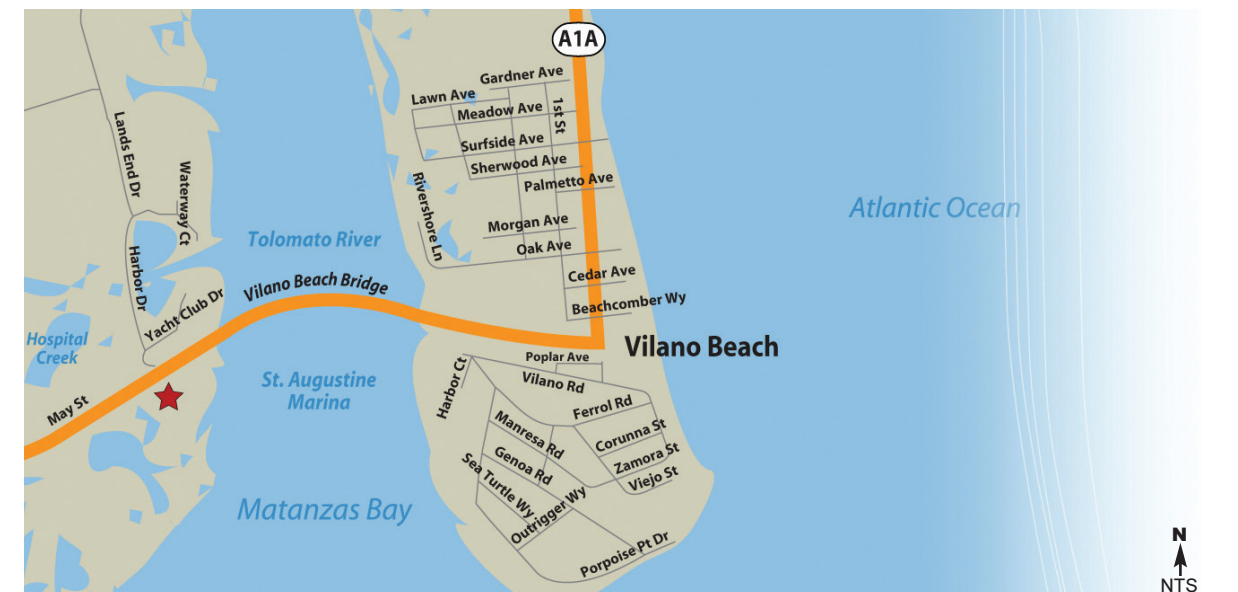 A1A
Gardner Ave
Lawn Ave
Meadow Ave
1st St
Surfside Ave
Sherwood Ave
Palmetto Ave
Lands End Dr
Waterway Ct
Rivershore Ln
Atlantic Ocean
Morgan Ave
Tolomato River
Oak Ave
Harbor Dr
Cedar Ave
Vilano Beach Bridge
Yacht Club Dr
Beachcomber Wy
Hospital
Creek
Vilano Beach
Poplar Ave
Harbor Ct
Vilano Rd
St. Augustine
Marina
May St
Ferrol Rd
Manresa Rd
Corunna St
Genoa Rd
Zamora St
Sea Turtle Wy
Viejo St
Matanzas Bay
Outrigger Wy
Porpoise Pt Dr
N
NTS